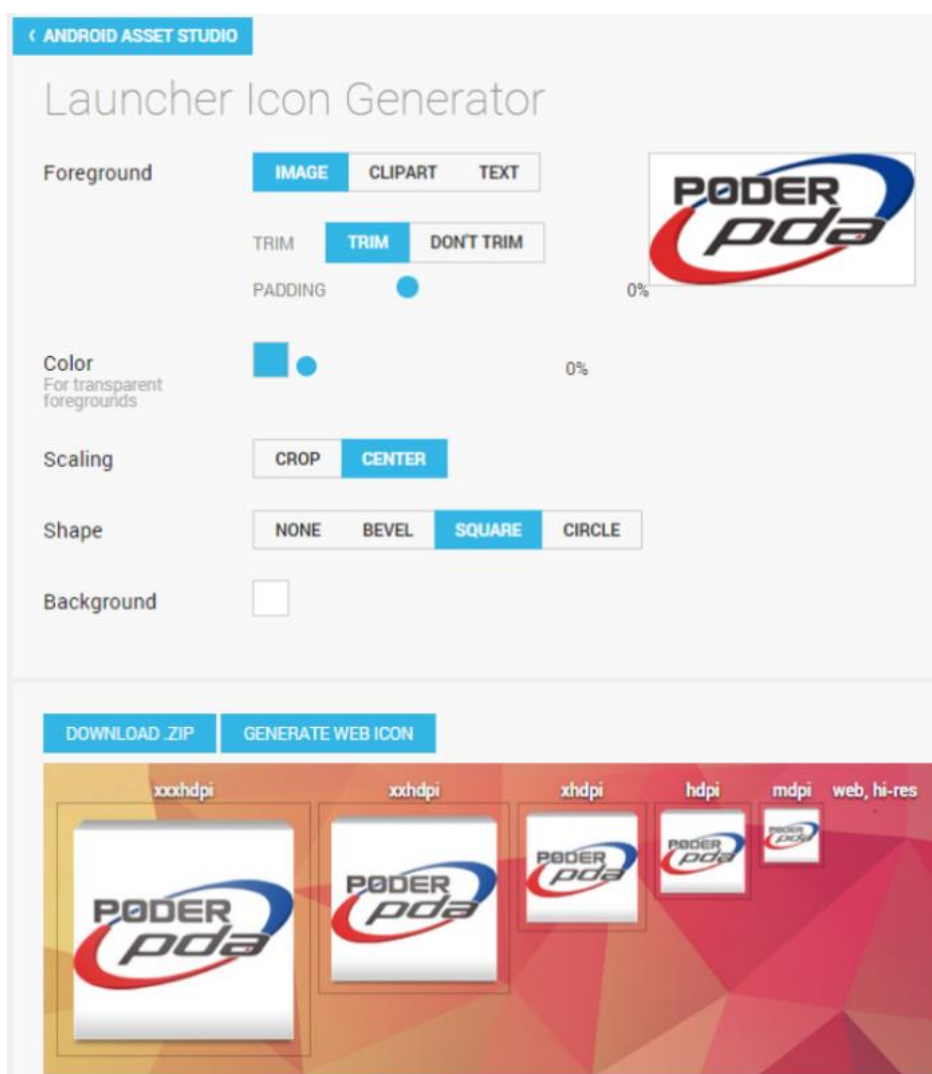 ‹ ANDROID ASSET STUDIO
Launcher Icon Generator
Foreground
IMAGE CLIPART TEXT
PODER
pda
TRIM TRIM DON'T TRIM
PADDING 0%
Color 0%
For transparent
foregrounds
Scaling CROP CENTER
Shape NONE BEVEL SQUARE CIRCLE
Background
DOWNLOAD .ZIP GENERATE WEB ICON
xxxhdpi xxhdpi xhdpi hdpi mdpi web, hi-res
PODER
pda
PODER
pda
PODER
pda
PODER
pda
PODER
pda